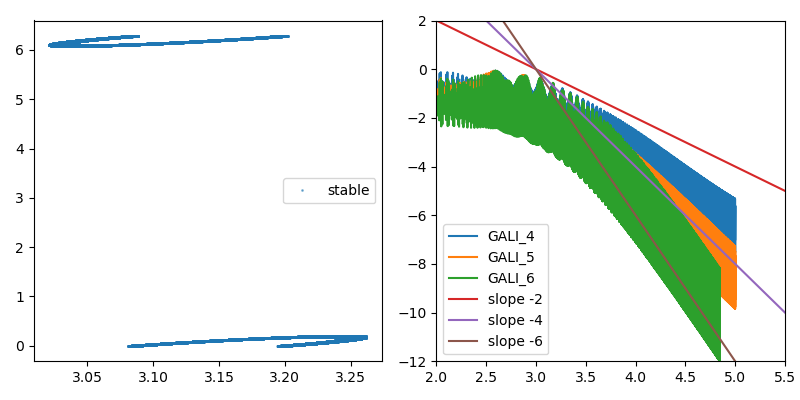 6
5
4
3
2
1
0
3.05 3.10 3.15 3.20 3.25
stable
2
0
−2
−4
−6
−8
−10
−12
2.0 2.5 3.0 3.5 4.0 4.5 5.0 5.5
GALI_4
GALI_5
GALI_6
slope -2
slope -4
slope -6